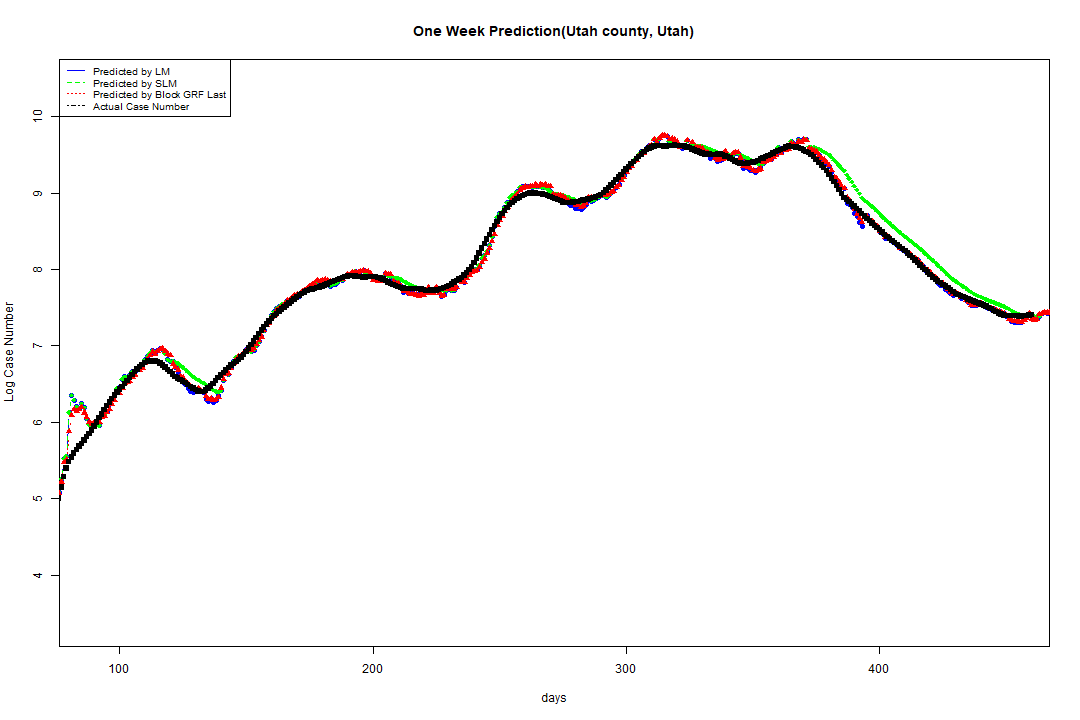 One Week Prediction(Utah county, Utah)
Predicted by LM
Predicted by SLM
Predicted by Block GRF Last
Actual Case Number
10
9
8
7
6
5
4
Log Case Number
100 200 300 400
days